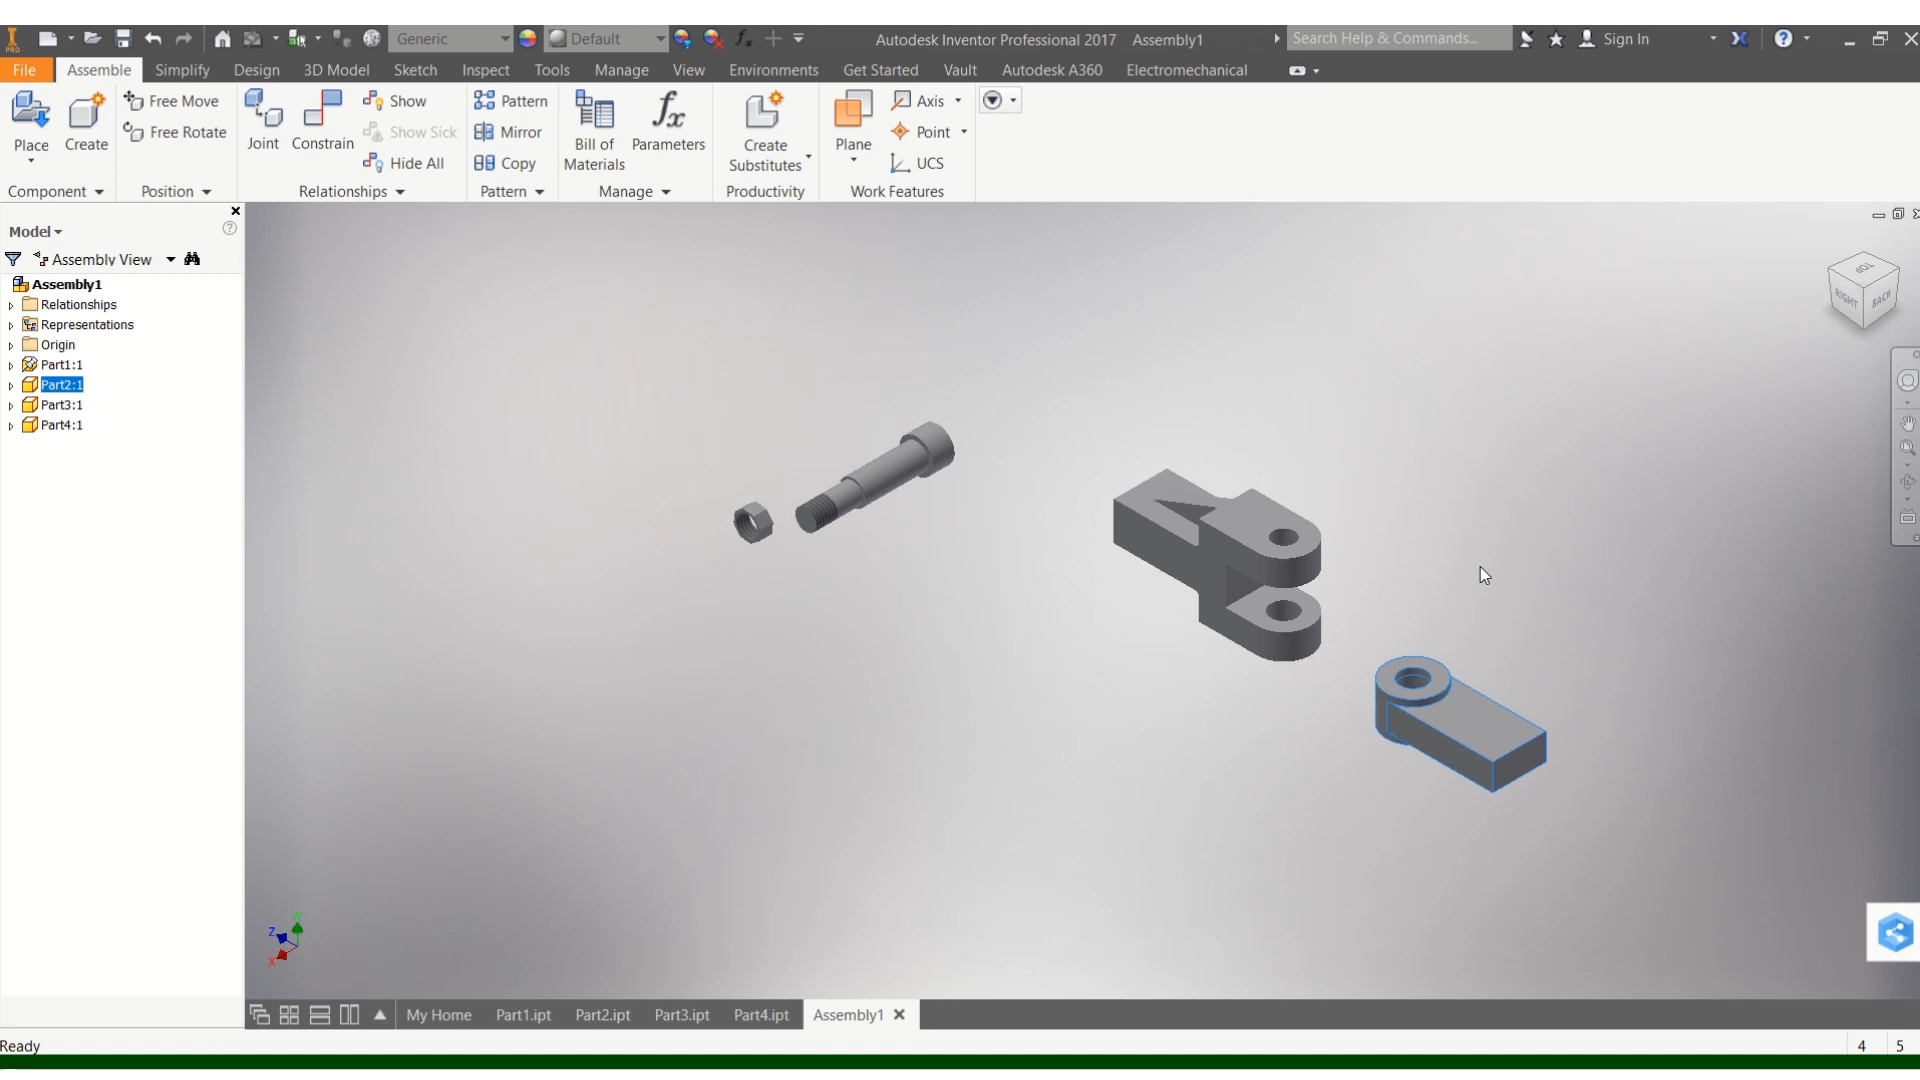 PRO
Generic
Default
Autodesk Inventor Professional 2017 Assembly1
Search Help & Commands...
Sign In
File
Assemble
Simplify
Design
3D Model
Sketch
Inspect
Tools
Manage
View
Environments
Get Started
Vault
Autodesk A360
Electromechanical
Place
Create
Free Move
Free Rotate
Joint
Constrain
Show
Show Sick
Hide All
Pattern
Mirror
Copy
Bill of
Materials
Parameters
Create
Substitutes
Plane
Axis
Point
UCS
Component
Position
Relationships
Pattern
Manage
Productivity
Work Features
Model
Assembly View
Assembly1
Relationships
Representations
Origin
Part1:1
Part2:1
Part3:1
Part4:1
TOP
RIGHT
BACK
Y
Z
X
My Home
Part1.ipt
Part2.ipt
Part3.ipt
Part4.ipt
Assembly1
Ready
4
5